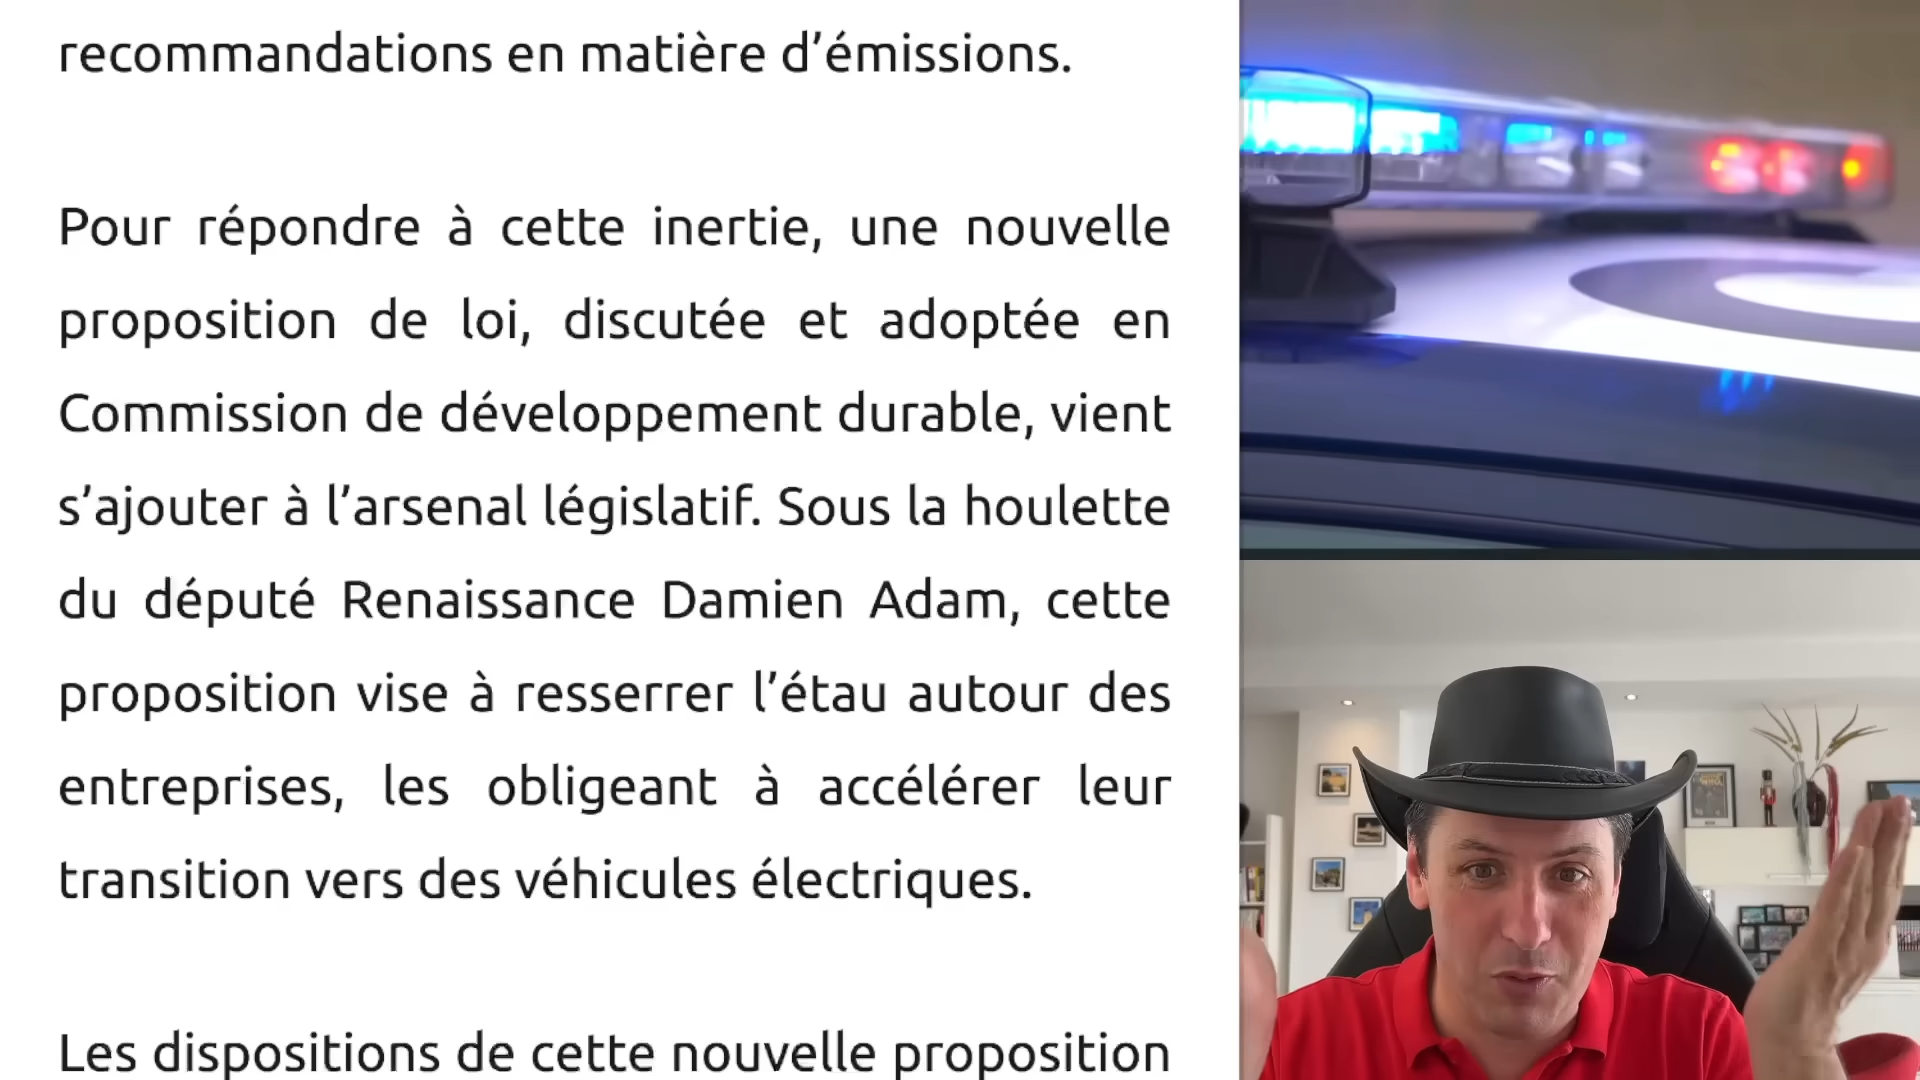 recommandations en matière d’émissions.
Pour répondre à cette inertie, une nouvelle
proposition de loi, discutée et adoptée en
Commission de développement durable, vient
s’ajouter à l’arsenal législatif. Sous la houlette
du député Renaissance Damien Adam, cette
proposition vise à resserrer l’étau autour des
entreprises, les obligeant à accélérer leur
transition vers des véhicules électriques.
Les dispositions de cette nouvelle proposition